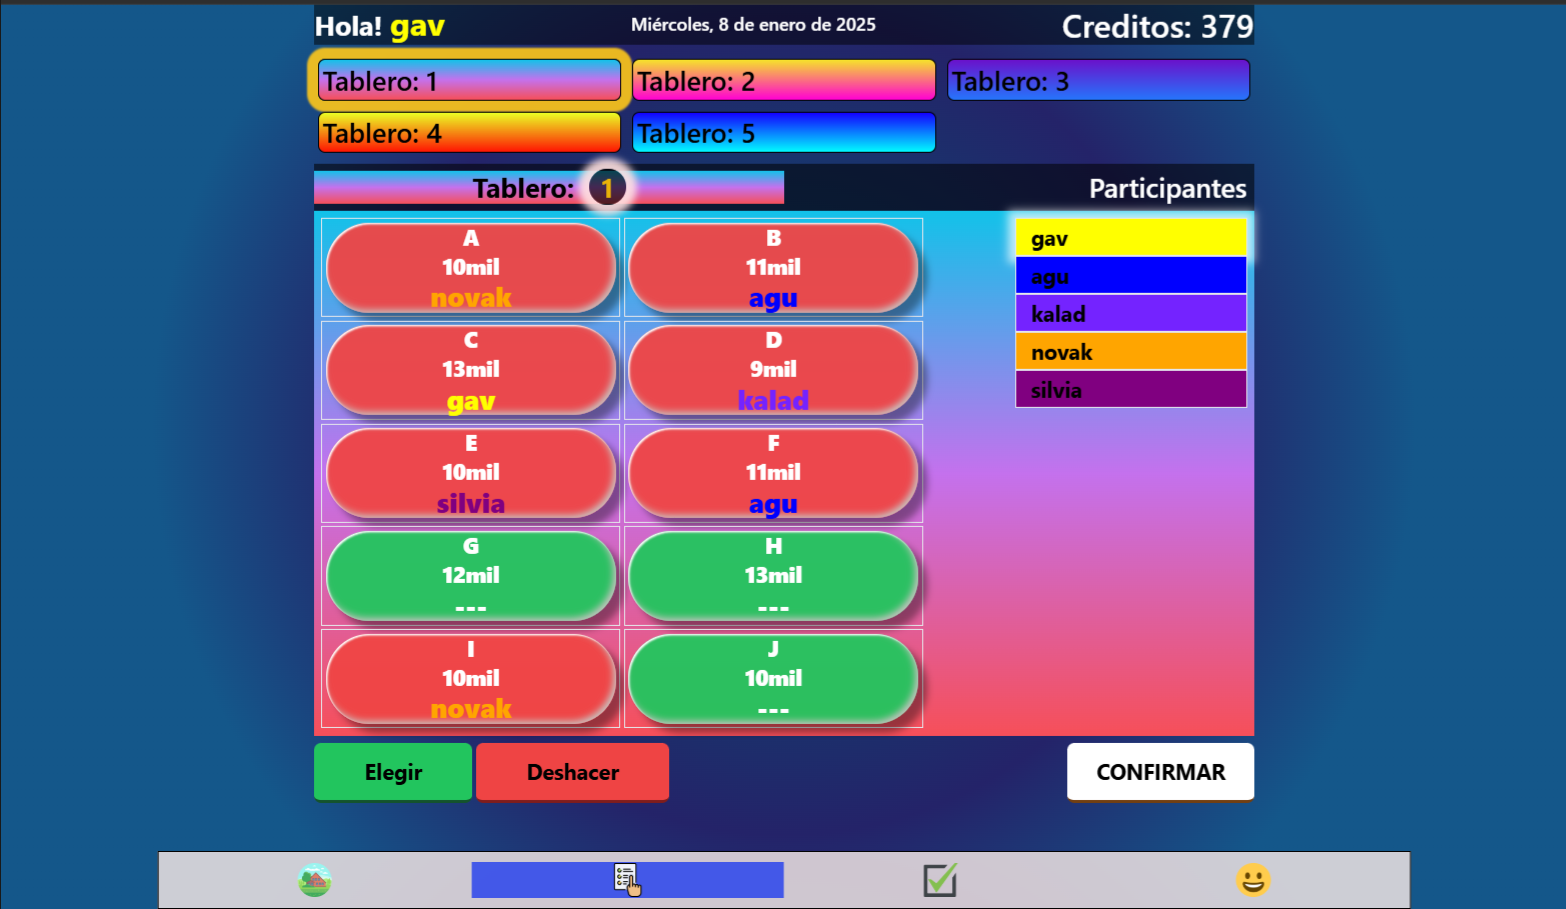 Hola! gav
Miércoles, 8 de enero de 2025
Creditos: 379
Tablero: 1
Tablero: 2
Tablero: 3
Tablero: 4
Tablero: 5
Tablero: 1
Participantes
A
10mil
novak
B
11mil
agu
C
13mil
gav
D
9mil
kalad
E
10mil
silvia
F
11mil
agu
G
12mil
---
H
13mil
---
I
10mil
novak
J
10mil
---
gav
agu
kalad
novak
silvia
Elegir
Deshacer
CONFIRMAR